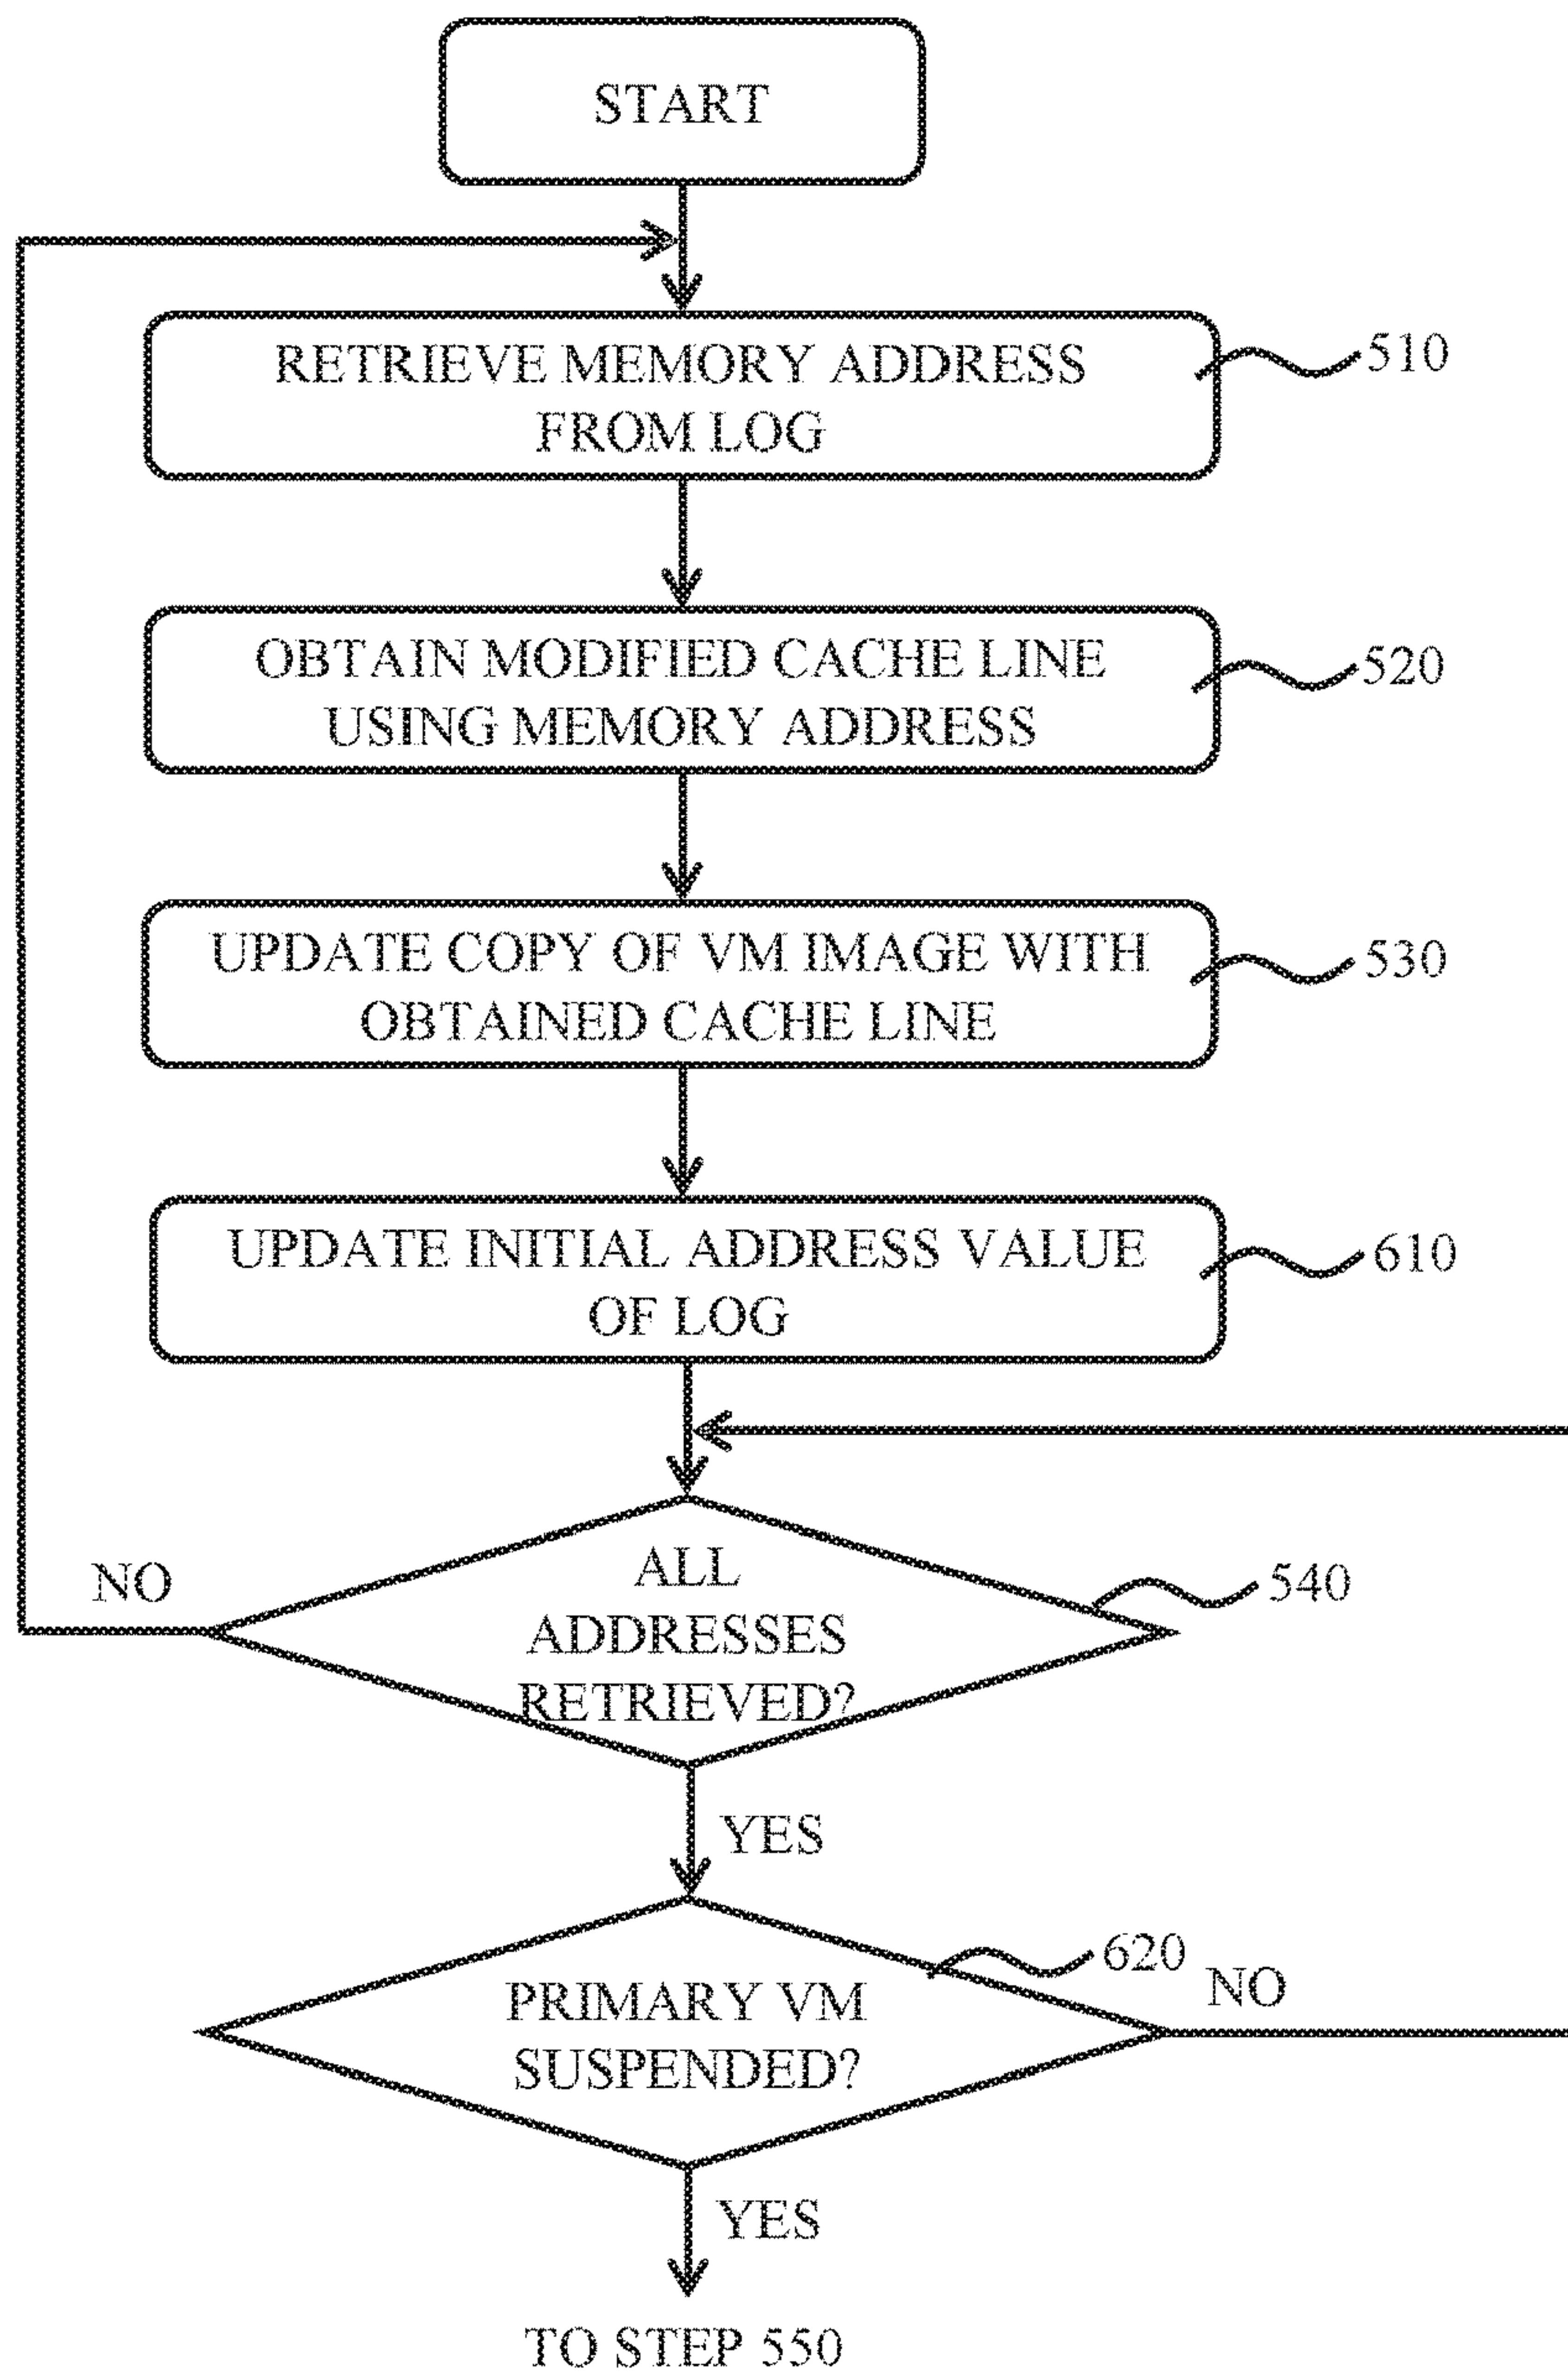 START
RETRIEVE MEMORY ADDRESS
FROM LOG
510
OBTAIN MODIFIED CACHE LINE
USING MEMORY ADDRESS
520
UPDATE COPY OF VM IMAGE WITH
OBTAINED CACHE LINE
530
UPDATE INITIAL ADDRESS VALUE
OF LOG
610
NO
ALL
ADDRESSES
RETRIEVED?
540
YES
620
PRIMARY VM
SUSPENDED?
NO
YES
TO STEP 550